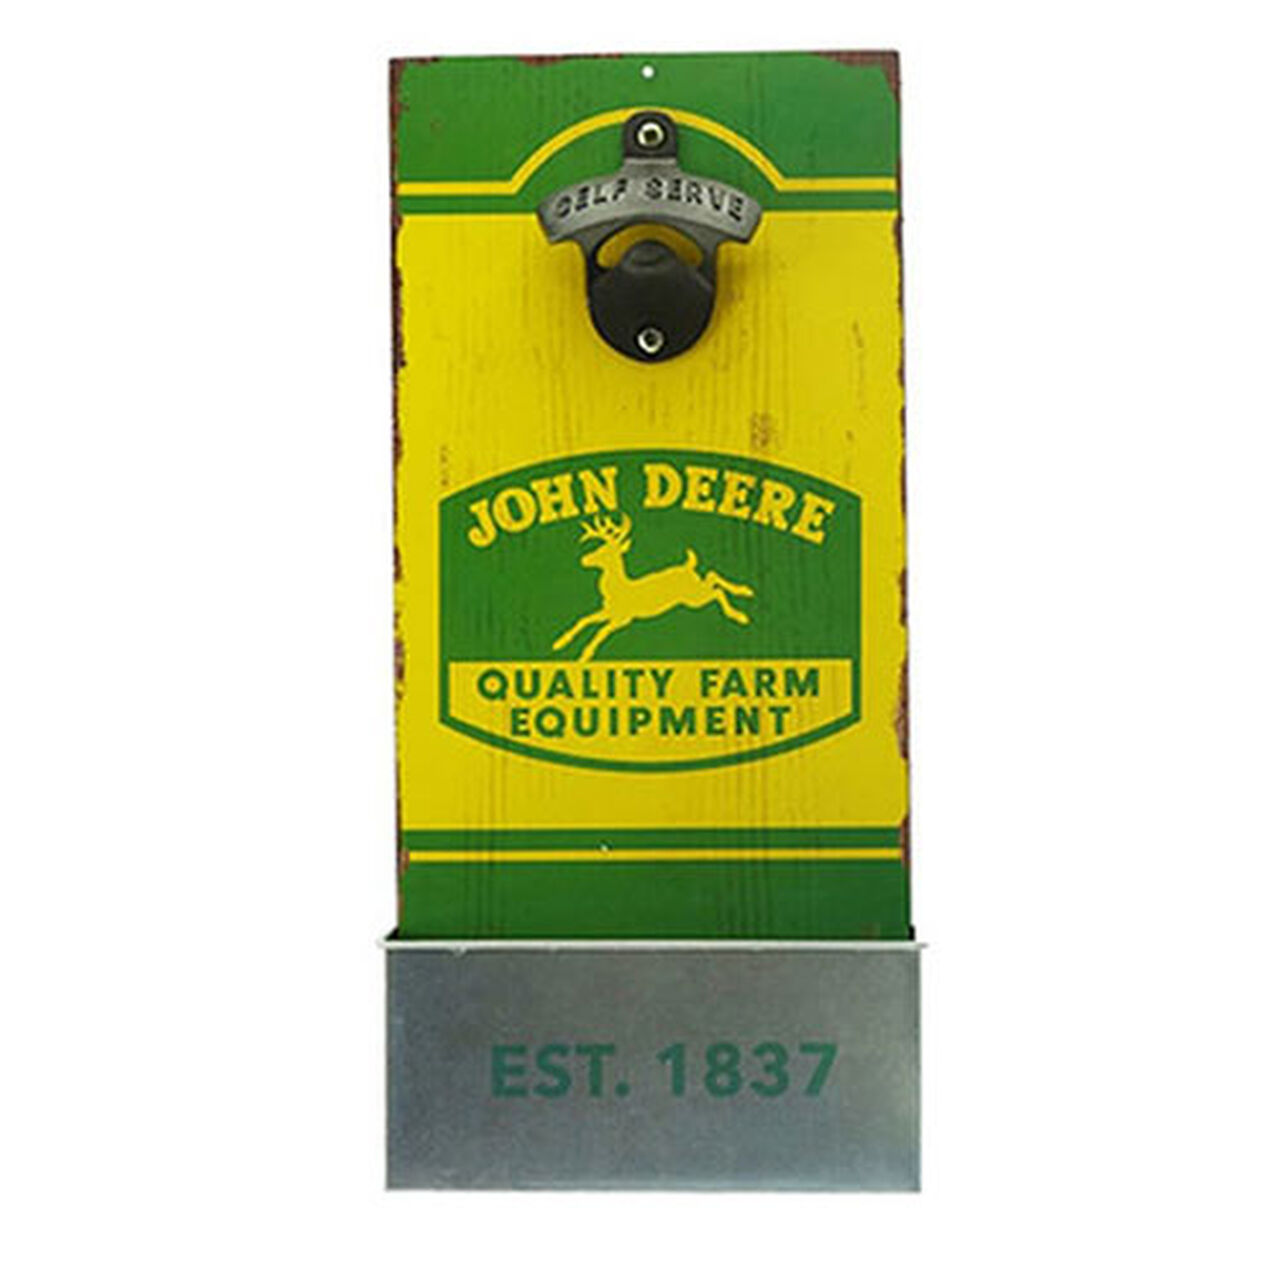 SELF SERVE
JOHN DEERE
QUALITY FARM
EQUIPMENT
EST. 1837